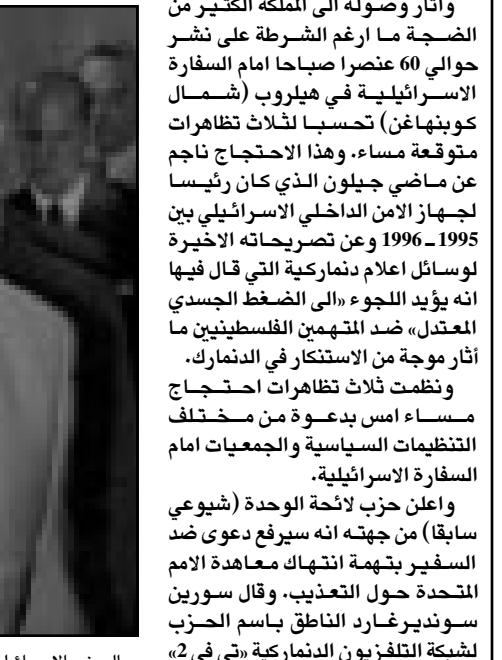 واثار وصوله الى المملكة الكثير من
الضجة ما ارغم الشرطة على نشر
حوالي 60 عنصرا صباحا امام السفارة
الاسرائيلية في هيلروب (شمال
كوبنهاغن) تحسبا لثلاث تظاهرات
متوقعة مساء. وهذا الاحتجاج ناجم
عن ماضي جيلون الذي كان رئيسا
لجهاز الامن الداخلي الاسرائيلي بين
1995 ـ 1996 وعن تصريحاته الاخيرة
لوسائل اعلام دنماركية التي قال فيها
انه يؤيد اللجوء «الى الضغط الجسدي
المعتدل» ضد المتهمين الفلسطينيين ما
أثار موجة من الاستنكار في الدنمارك.
ونظمت ثلاث تظاهرات احتجاج
مساء امس بدعوة من مختلف
التنظيمات السياسية والجمعيات امام
السفارة الاسرائيلية.
واعلن حزب لائحة الوحدة (شيوعي
سابقا) من جهته انه سيرفع دعوى ضد
السفير بتهمة انتهاك معاهدة الامم
المتحدة حول التعذيب. وقال سورين
سونديرغارد الناطق باسم الحزب
لشبكة التلفزيون الدنماركية «تي في 2»